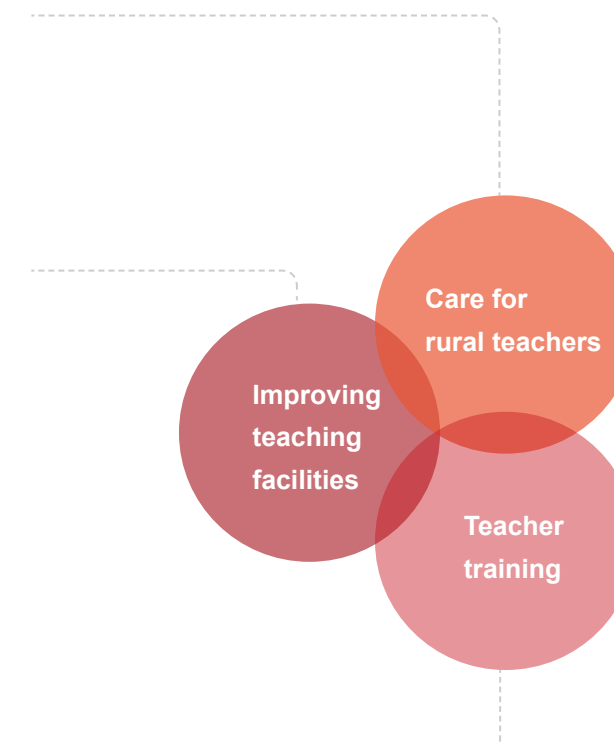 Care for
rural teachers
Improving
teaching
facilities
Teacher
training